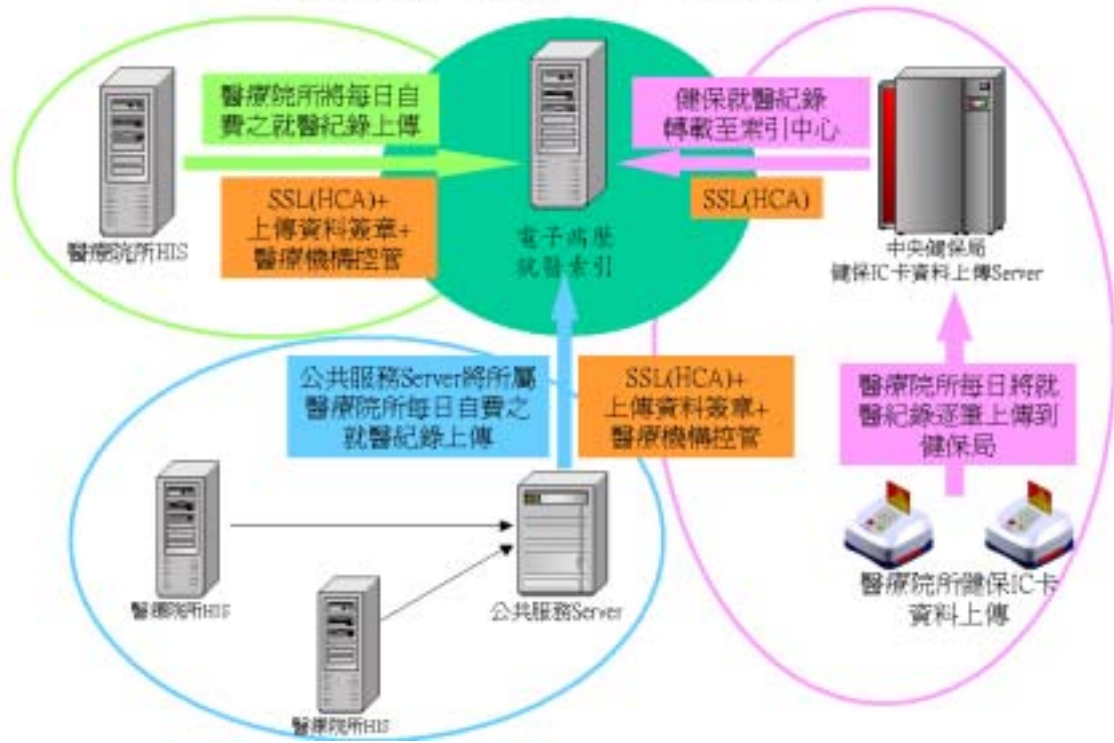 醫療院所將每日自
費之就醫紀錄上傳
SSL(HCA)+
上傳資料簽章+
醫療機構控管
醫療院所HIS
電子病歷
就醫索引
健保就醫紀錄
轉載至索引中心
SSL(HCA)
中央健保局
健保IC卡資料上傳Server
公共服務Server將所屬
醫療院所每日自費之
就醫紀錄上傳
SSL(HCA)+
上傳資料簽章+
醫療機構控管
醫療院所每日將就
醫紀錄逐筆上傳到
健保局
醫療院所HIS
公共服務Server
醫療院所HIS
醫療院所健保IC卡
資料上傳